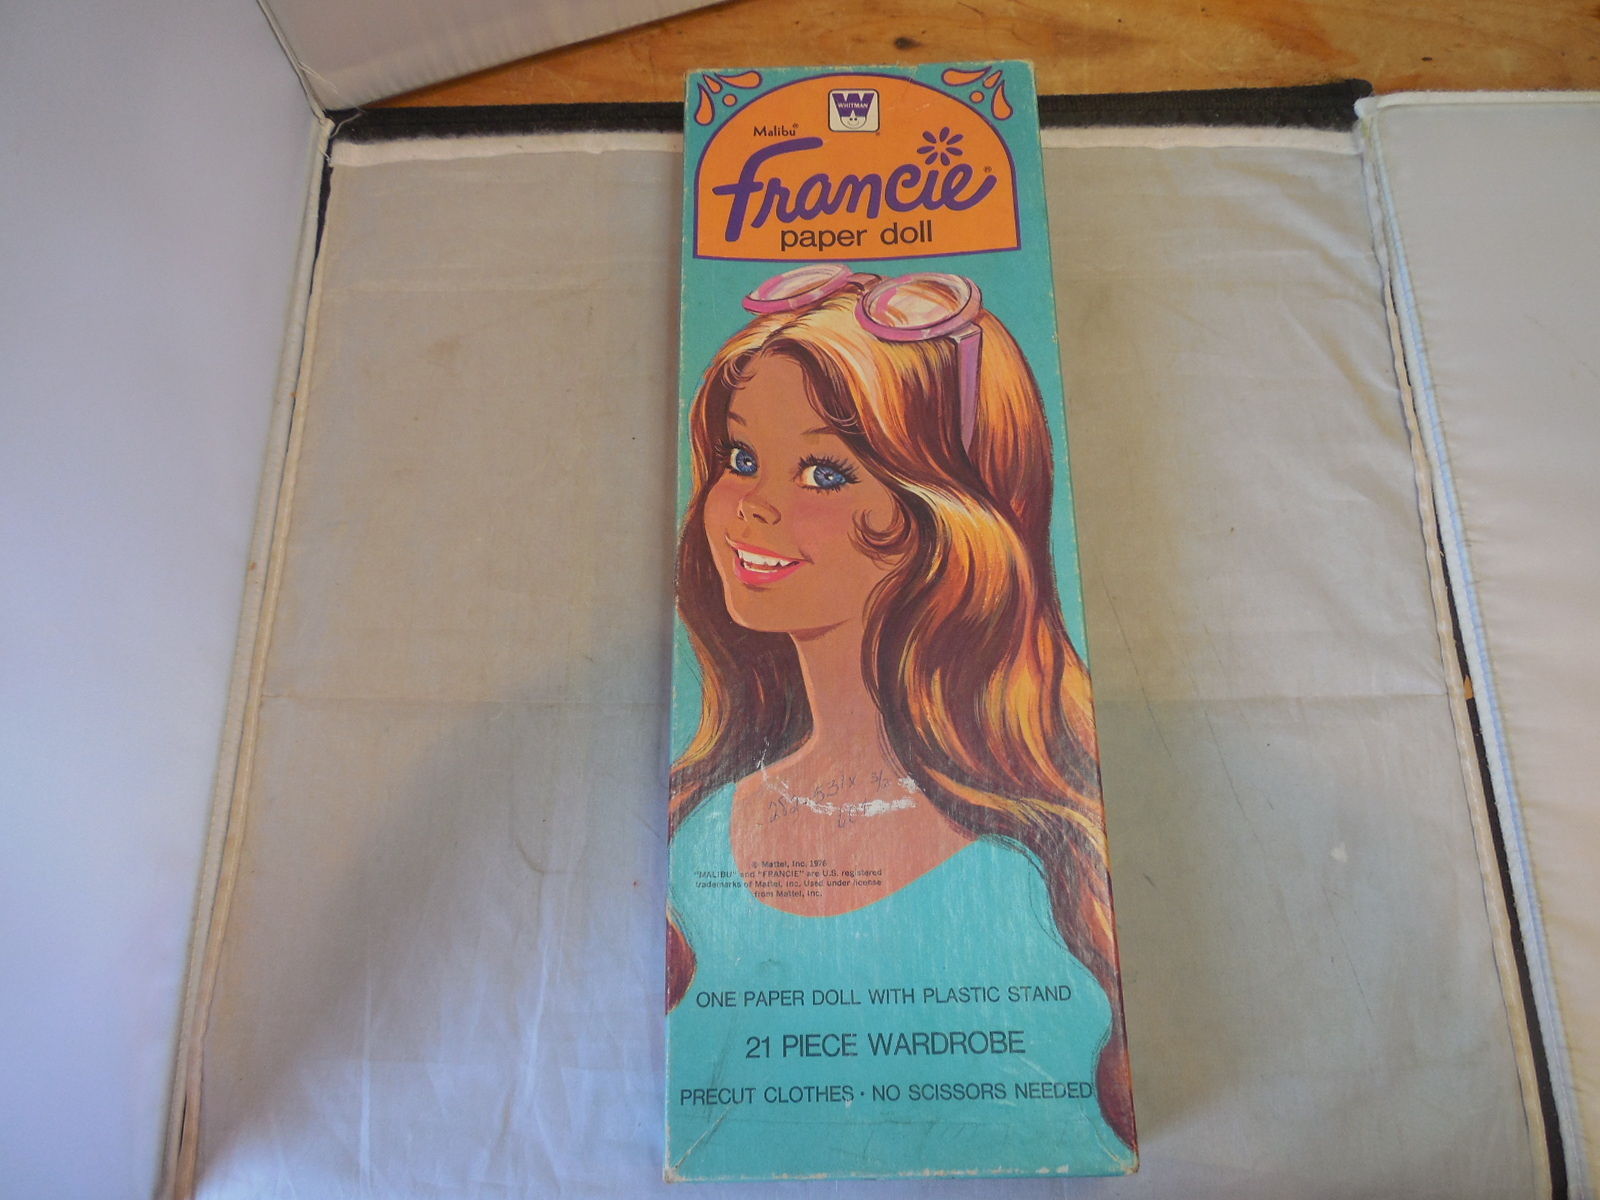 WHITMAN
Malibu®
Francie®
paper doll
© Mattel, Inc. 1976
"MALIBU" and "FRANCIE" are U.S. registered
trademarks of Mattel, Inc. Used under license
from Mattel, Inc.
ONE PAPER DOLL WITH PLASTIC STAND
21 PIECE WARDROBE
PRECUT CLOTHES · NO SCISSORS NEEDED